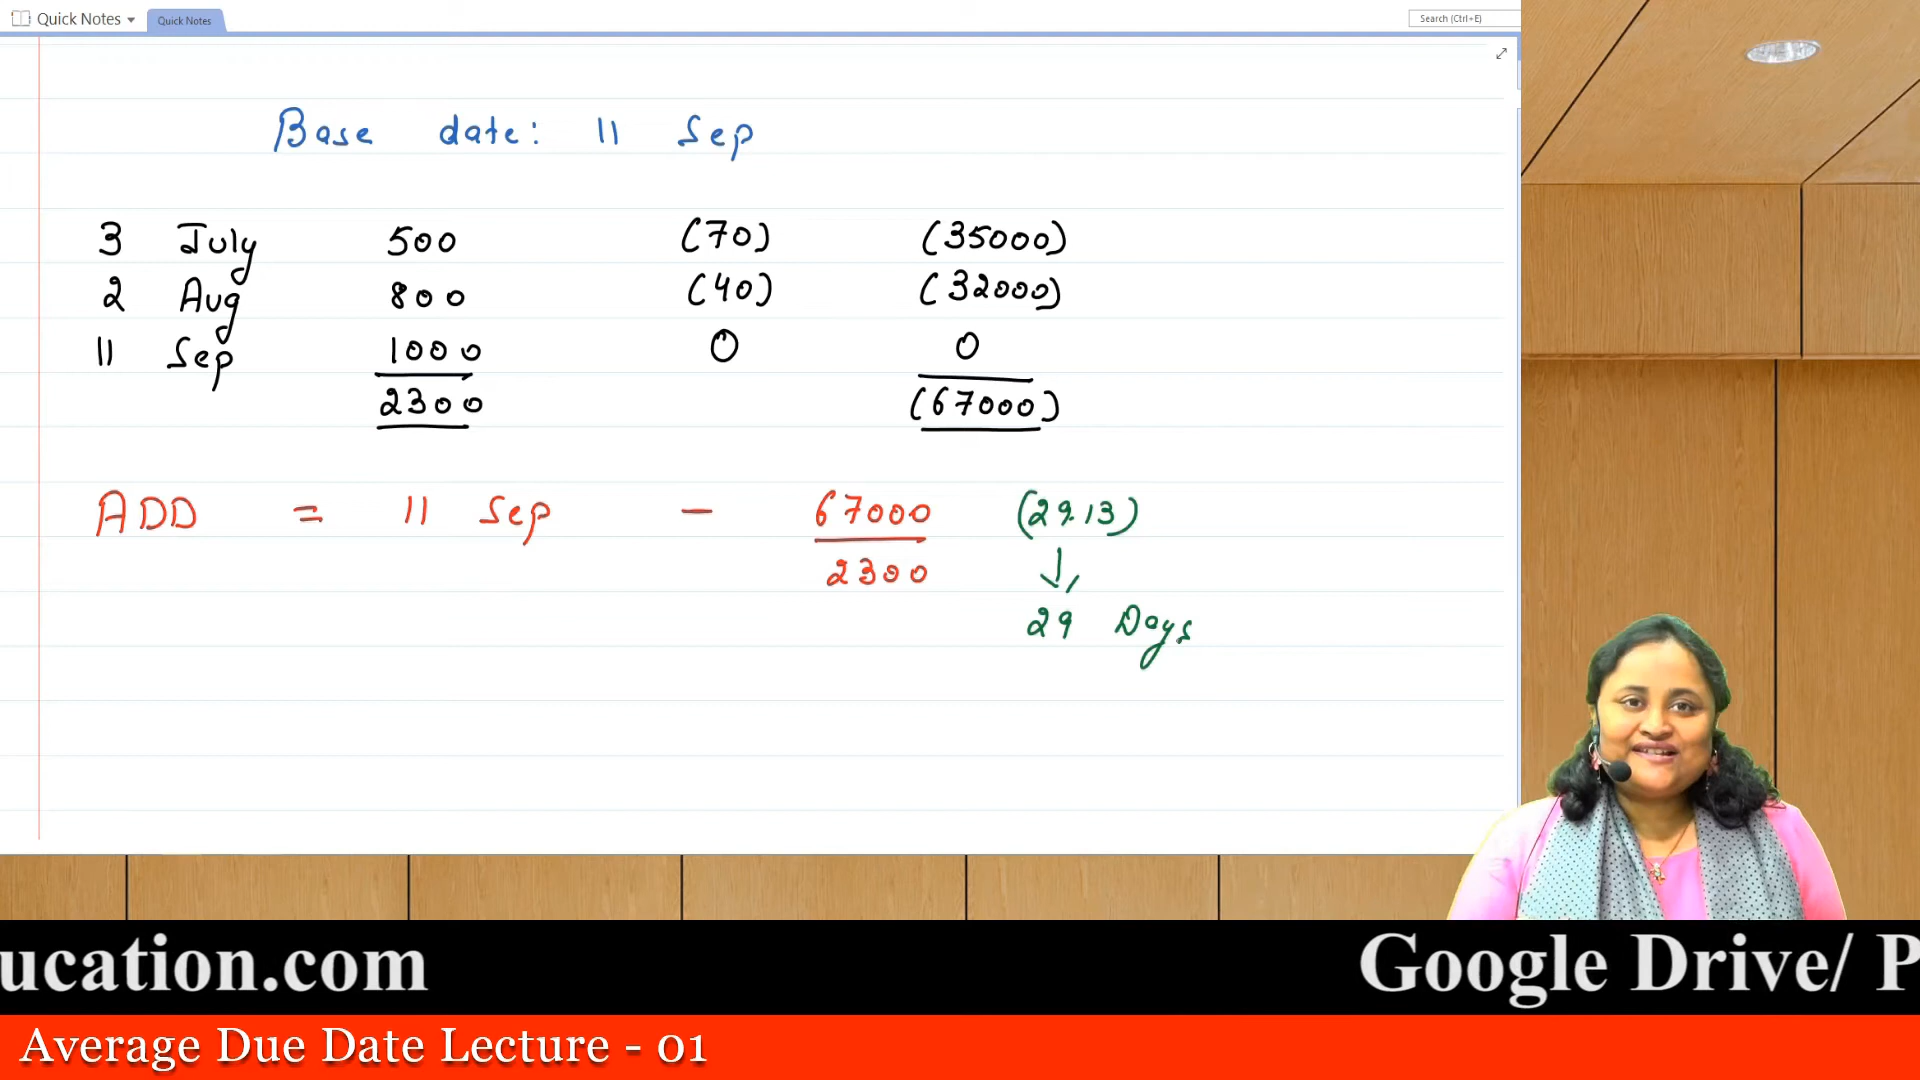 Quick Notes
Quick Notes
Search (Ctrl+E)
Base date: 11 Sep
3 July 500 (70) (35000)
2 Aug 800 (40) (32000)
11 Sep 1000 0 0
2300 (67000)
ADD = 11 Sep - 67000 (29.13)
2300
29 Days
ucation.com Google Drive/ P
Average Due Date Lecture - 01